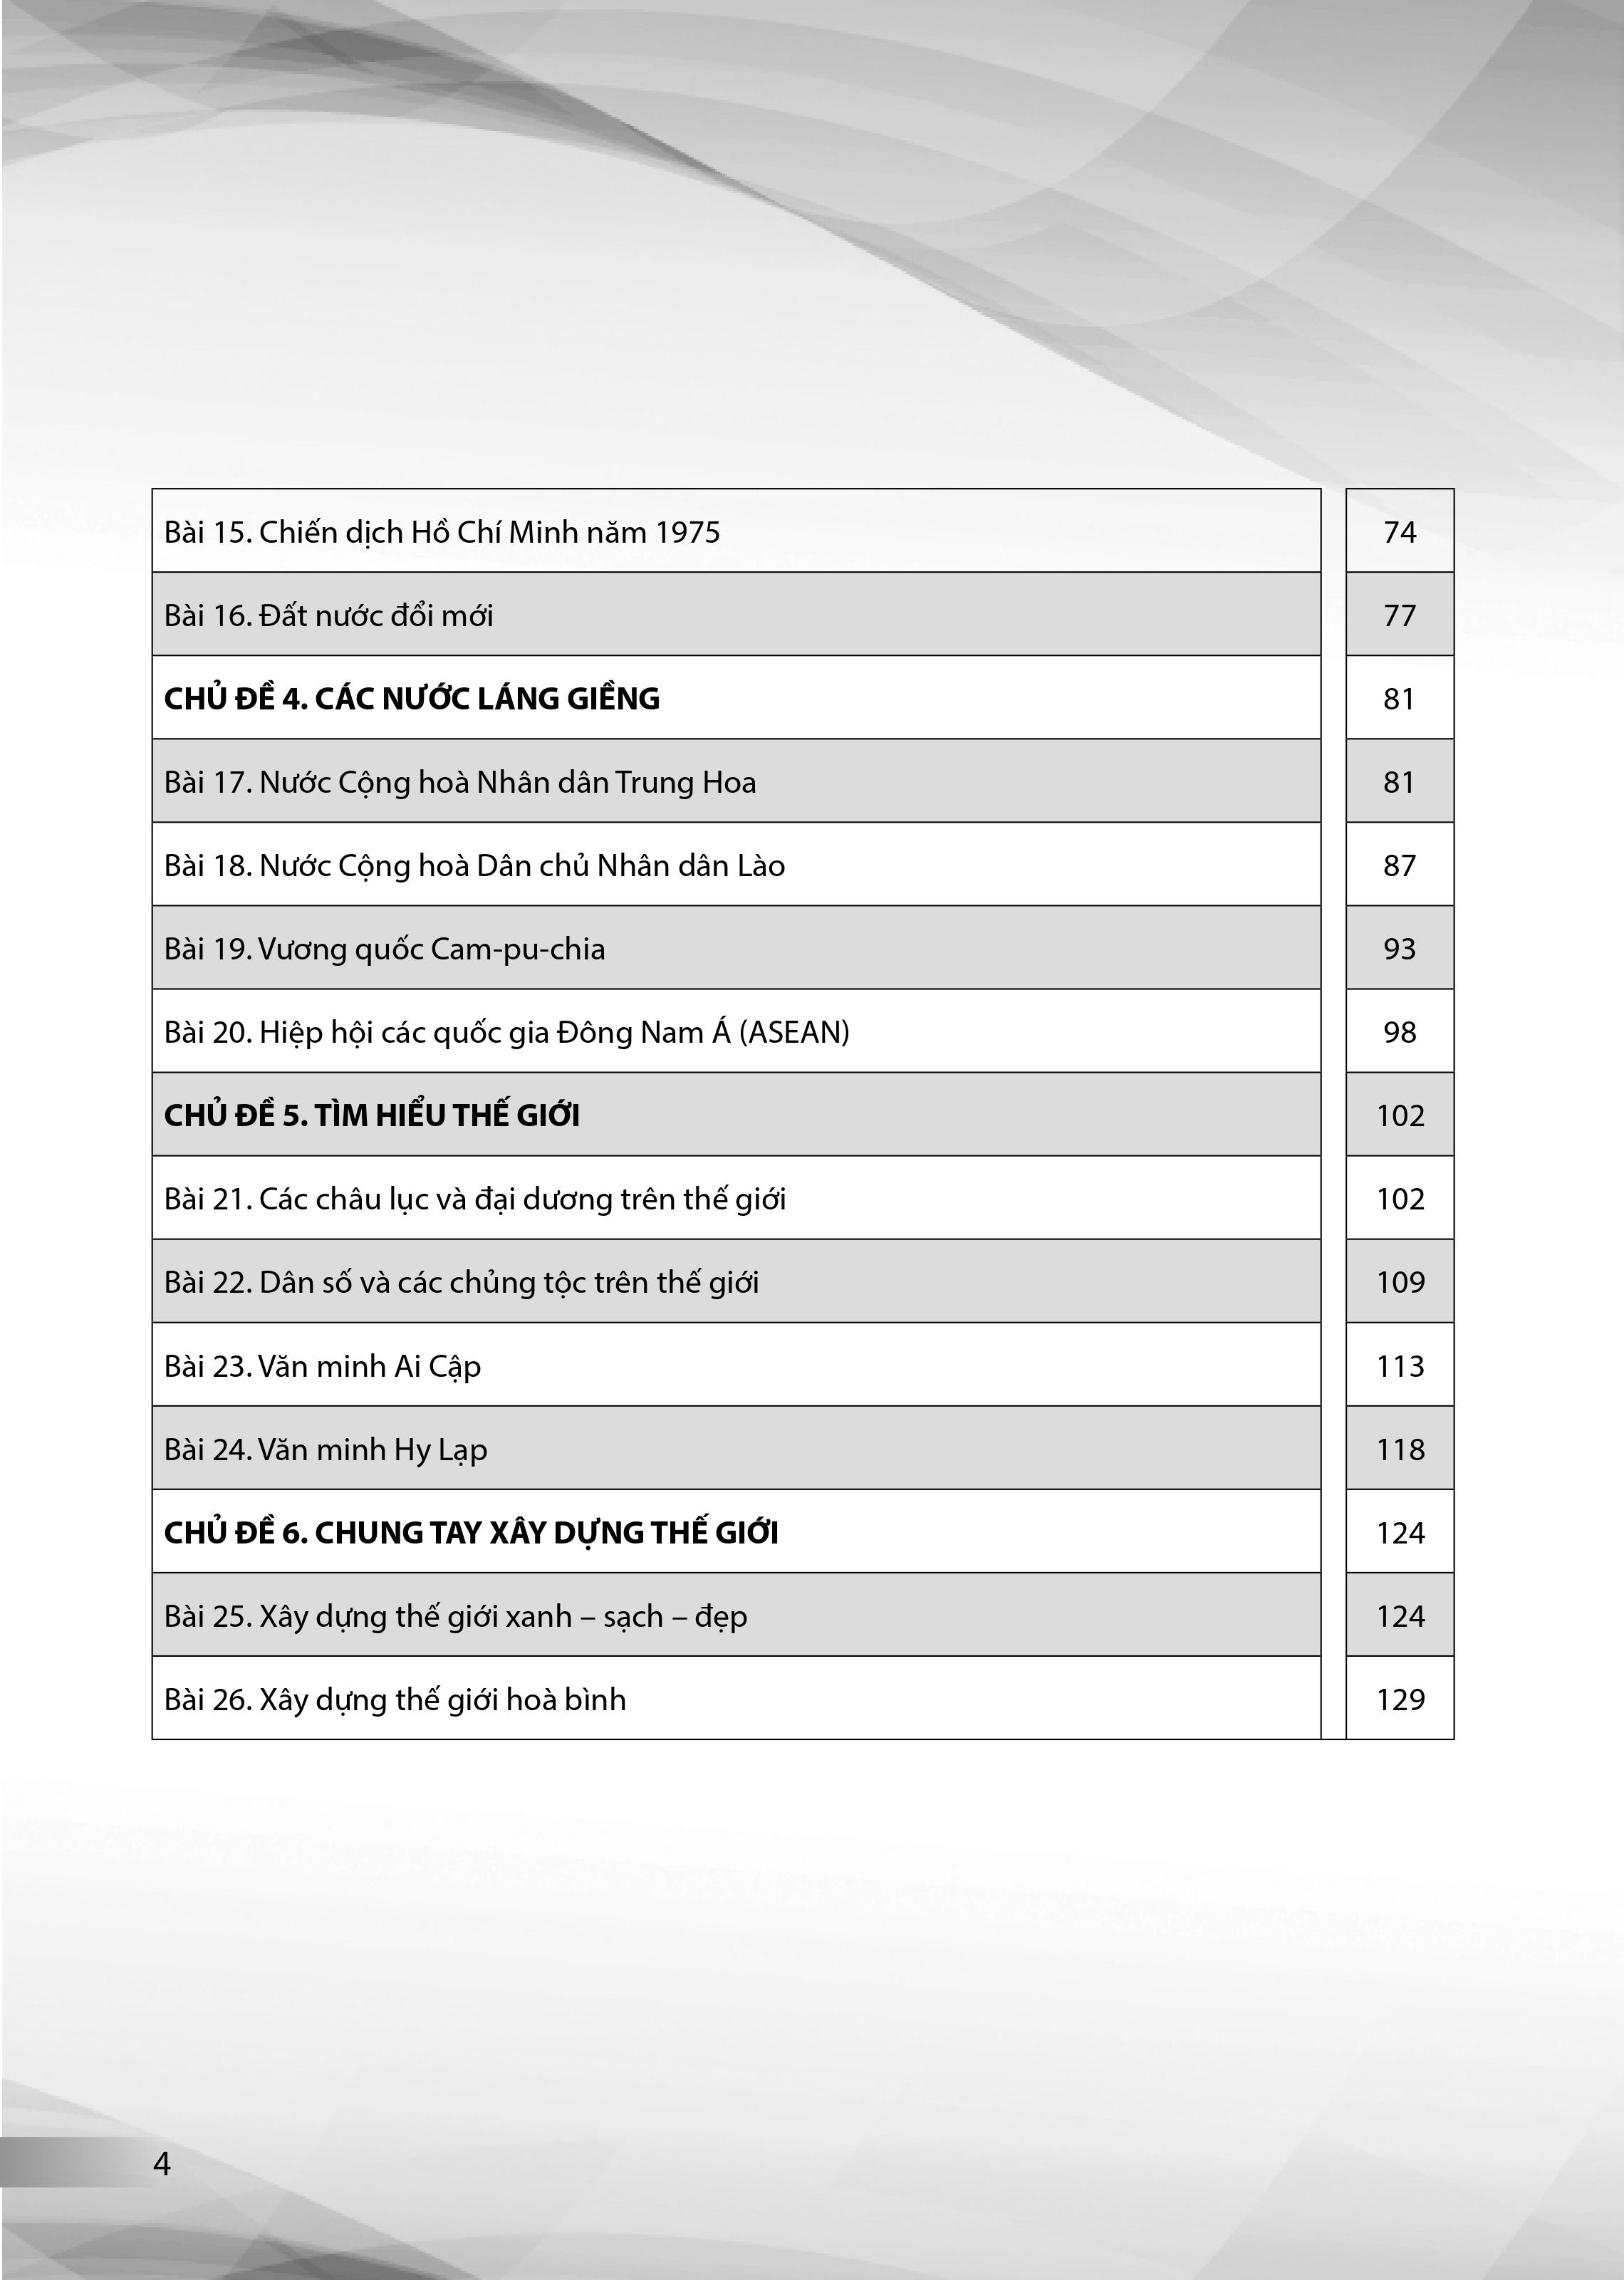 Bài 15. Chiến dịch Hồ Chí Minh năm 1975 74
Bài 16. Đất nước đổi mới 77
CHỦ ĐỀ 4. CÁC NƯỚC LÁNG GIỀNG 81
Bài 17. Nước Cộng hoà Nhân dân Trung Hoa 81
Bài 18. Nước Cộng hoà Dân chủ Nhân dân Lào 87
Bài 19. Vương quốc Cam-pu-chia 93
Bài 20. Hiệp hội các quốc gia Đông Nam Á (ASEAN) 98
CHỦ ĐỀ 5. TÌM HIỂU THẾ GIỚI 102
Bài 21. Các châu lục và đại dương trên thế giới 102
Bài 22. Dân số và các chủng tộc trên thế giới 109
Bài 23. Văn minh Ai Cập 113
Bài 24. Văn minh Hy Lạp 118
CHỦ ĐỀ 6. CHUNG TAY XÂY DỰNG THẾ GIỚI 124
Bài 25. Xây dựng thế giới xanh – sạch – đẹp 124
Bài 26. Xây dựng thế giới hoà bình 129
4